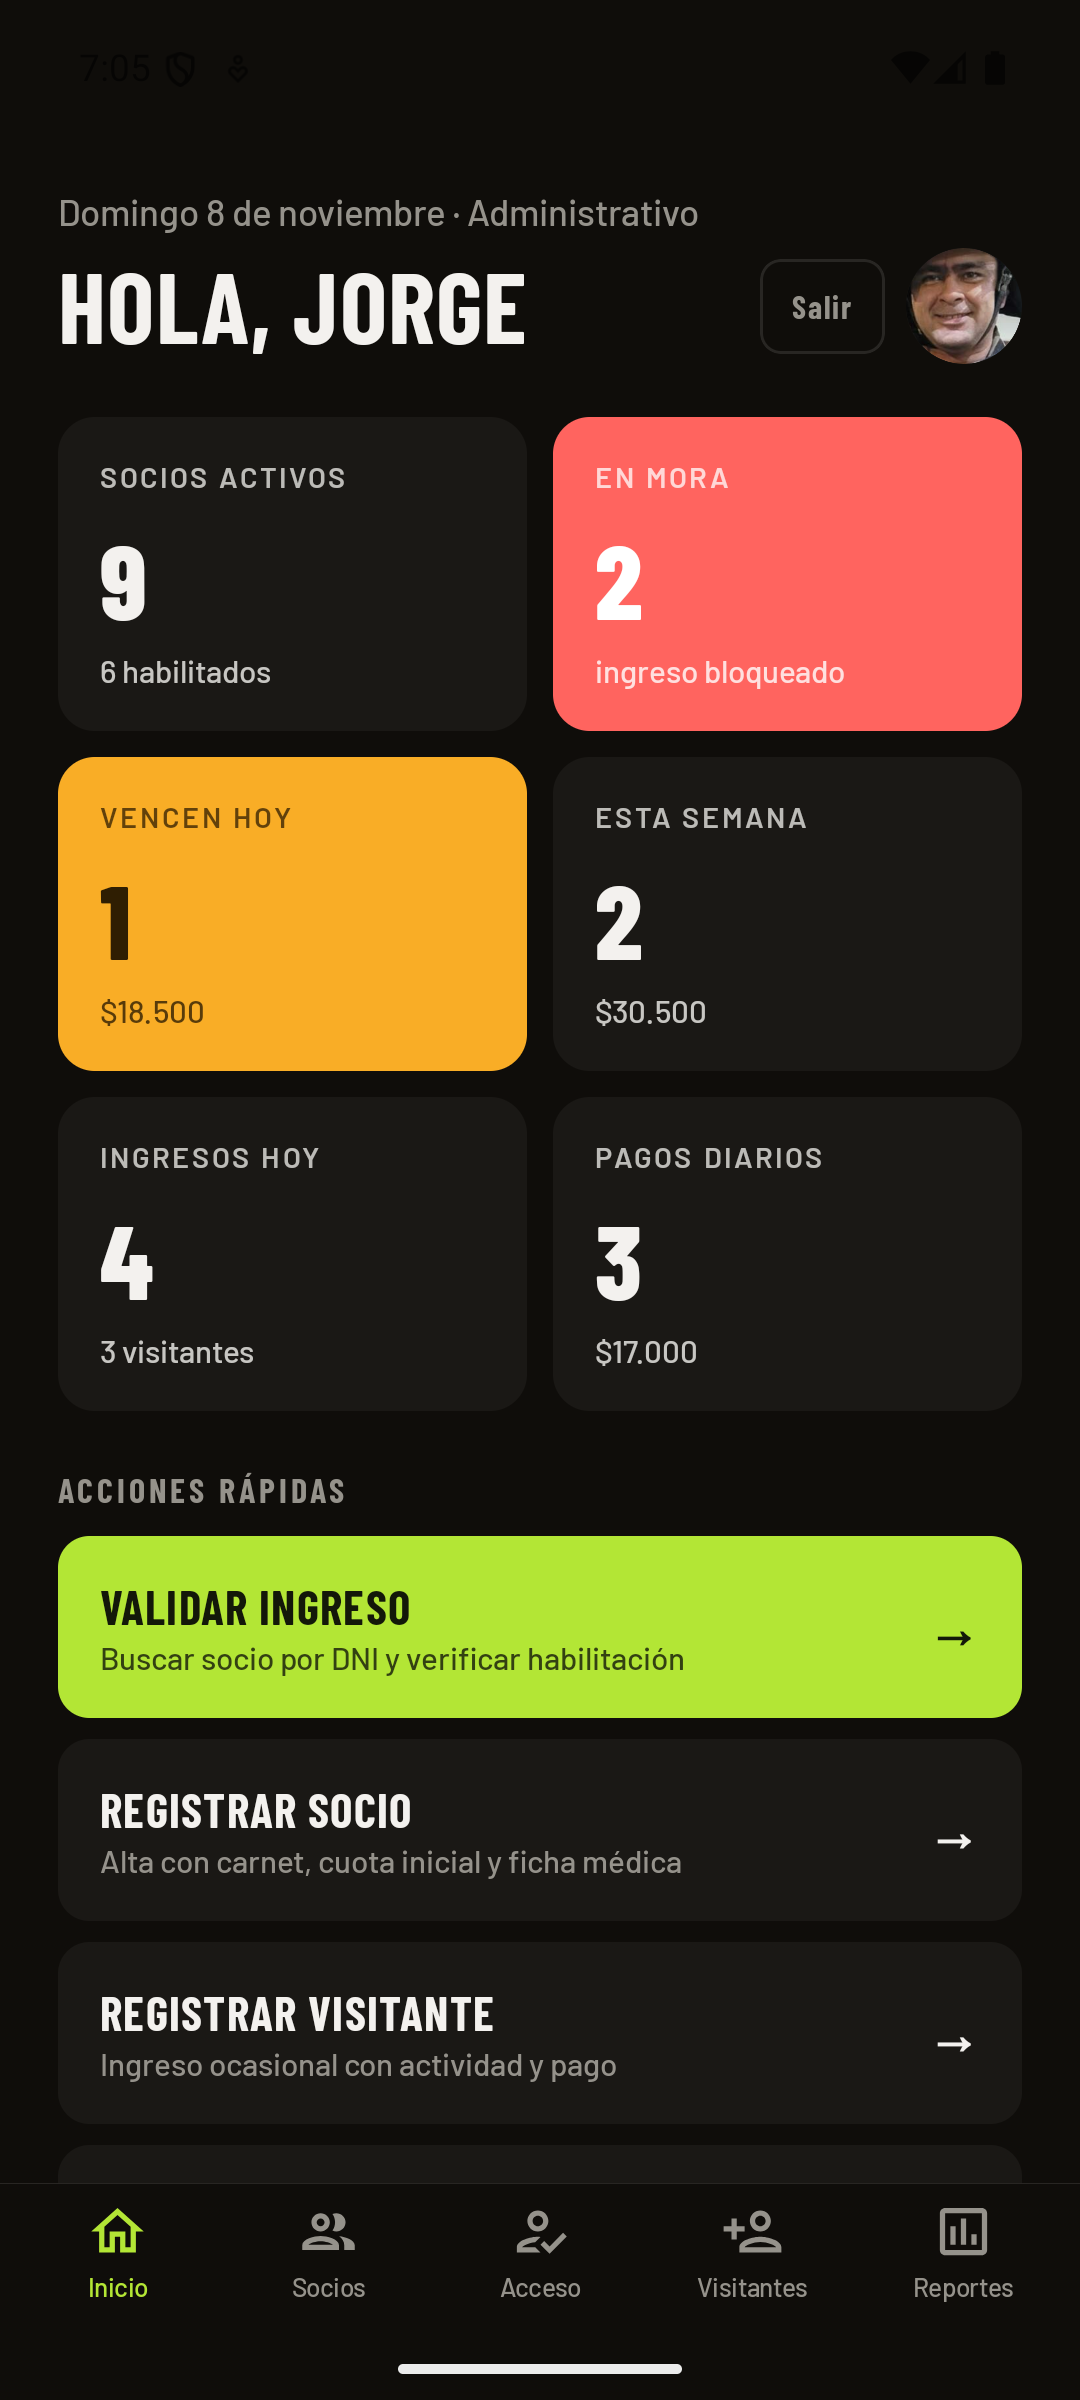 7:05
Domingo 8 de noviembre · Administrativo
HOLA, JORGE
Salir
SOCIOS ACTIVOS
9
6 habilitados
EN MORA
2
ingreso bloqueado
VENCEN HOY
1
$18.500
ESTA SEMANA
2
$30.500
INGRESOS HOY
4
3 visitantes
PAGOS DIARIOS
3
$17.000
ACCIONES RÁPIDAS
VALIDAR INGRESO
Buscar socio por DNI y verificar habilitación
→
REGISTRAR SOCIO
Alta con carnet, cuota inicial y ficha médica
→
REGISTRAR VISITANTE
Ingreso ocasional con actividad y pago
→
Inicio
Socios
Acceso
Visitantes
Reportes